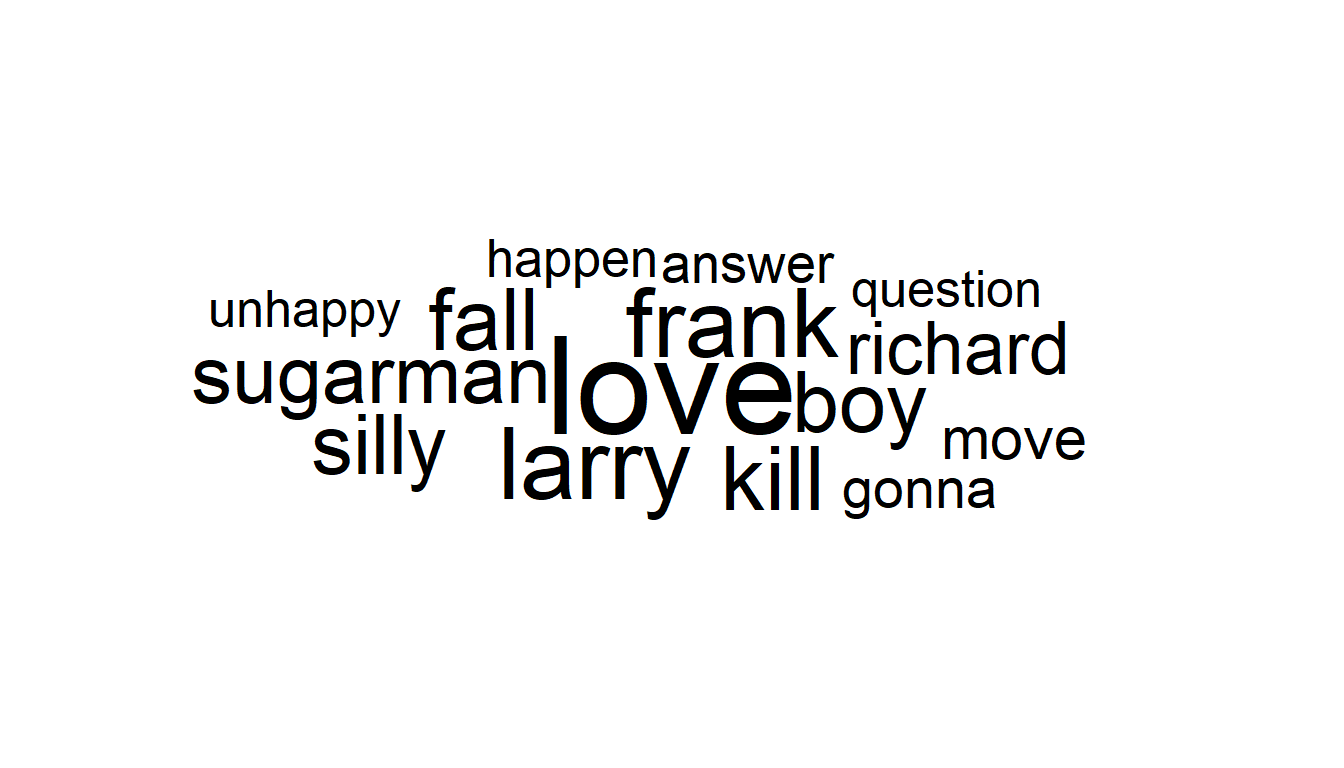 happen answer
unhappy fall frank question
sugarman love boy richard
silly larry kill move
gonna